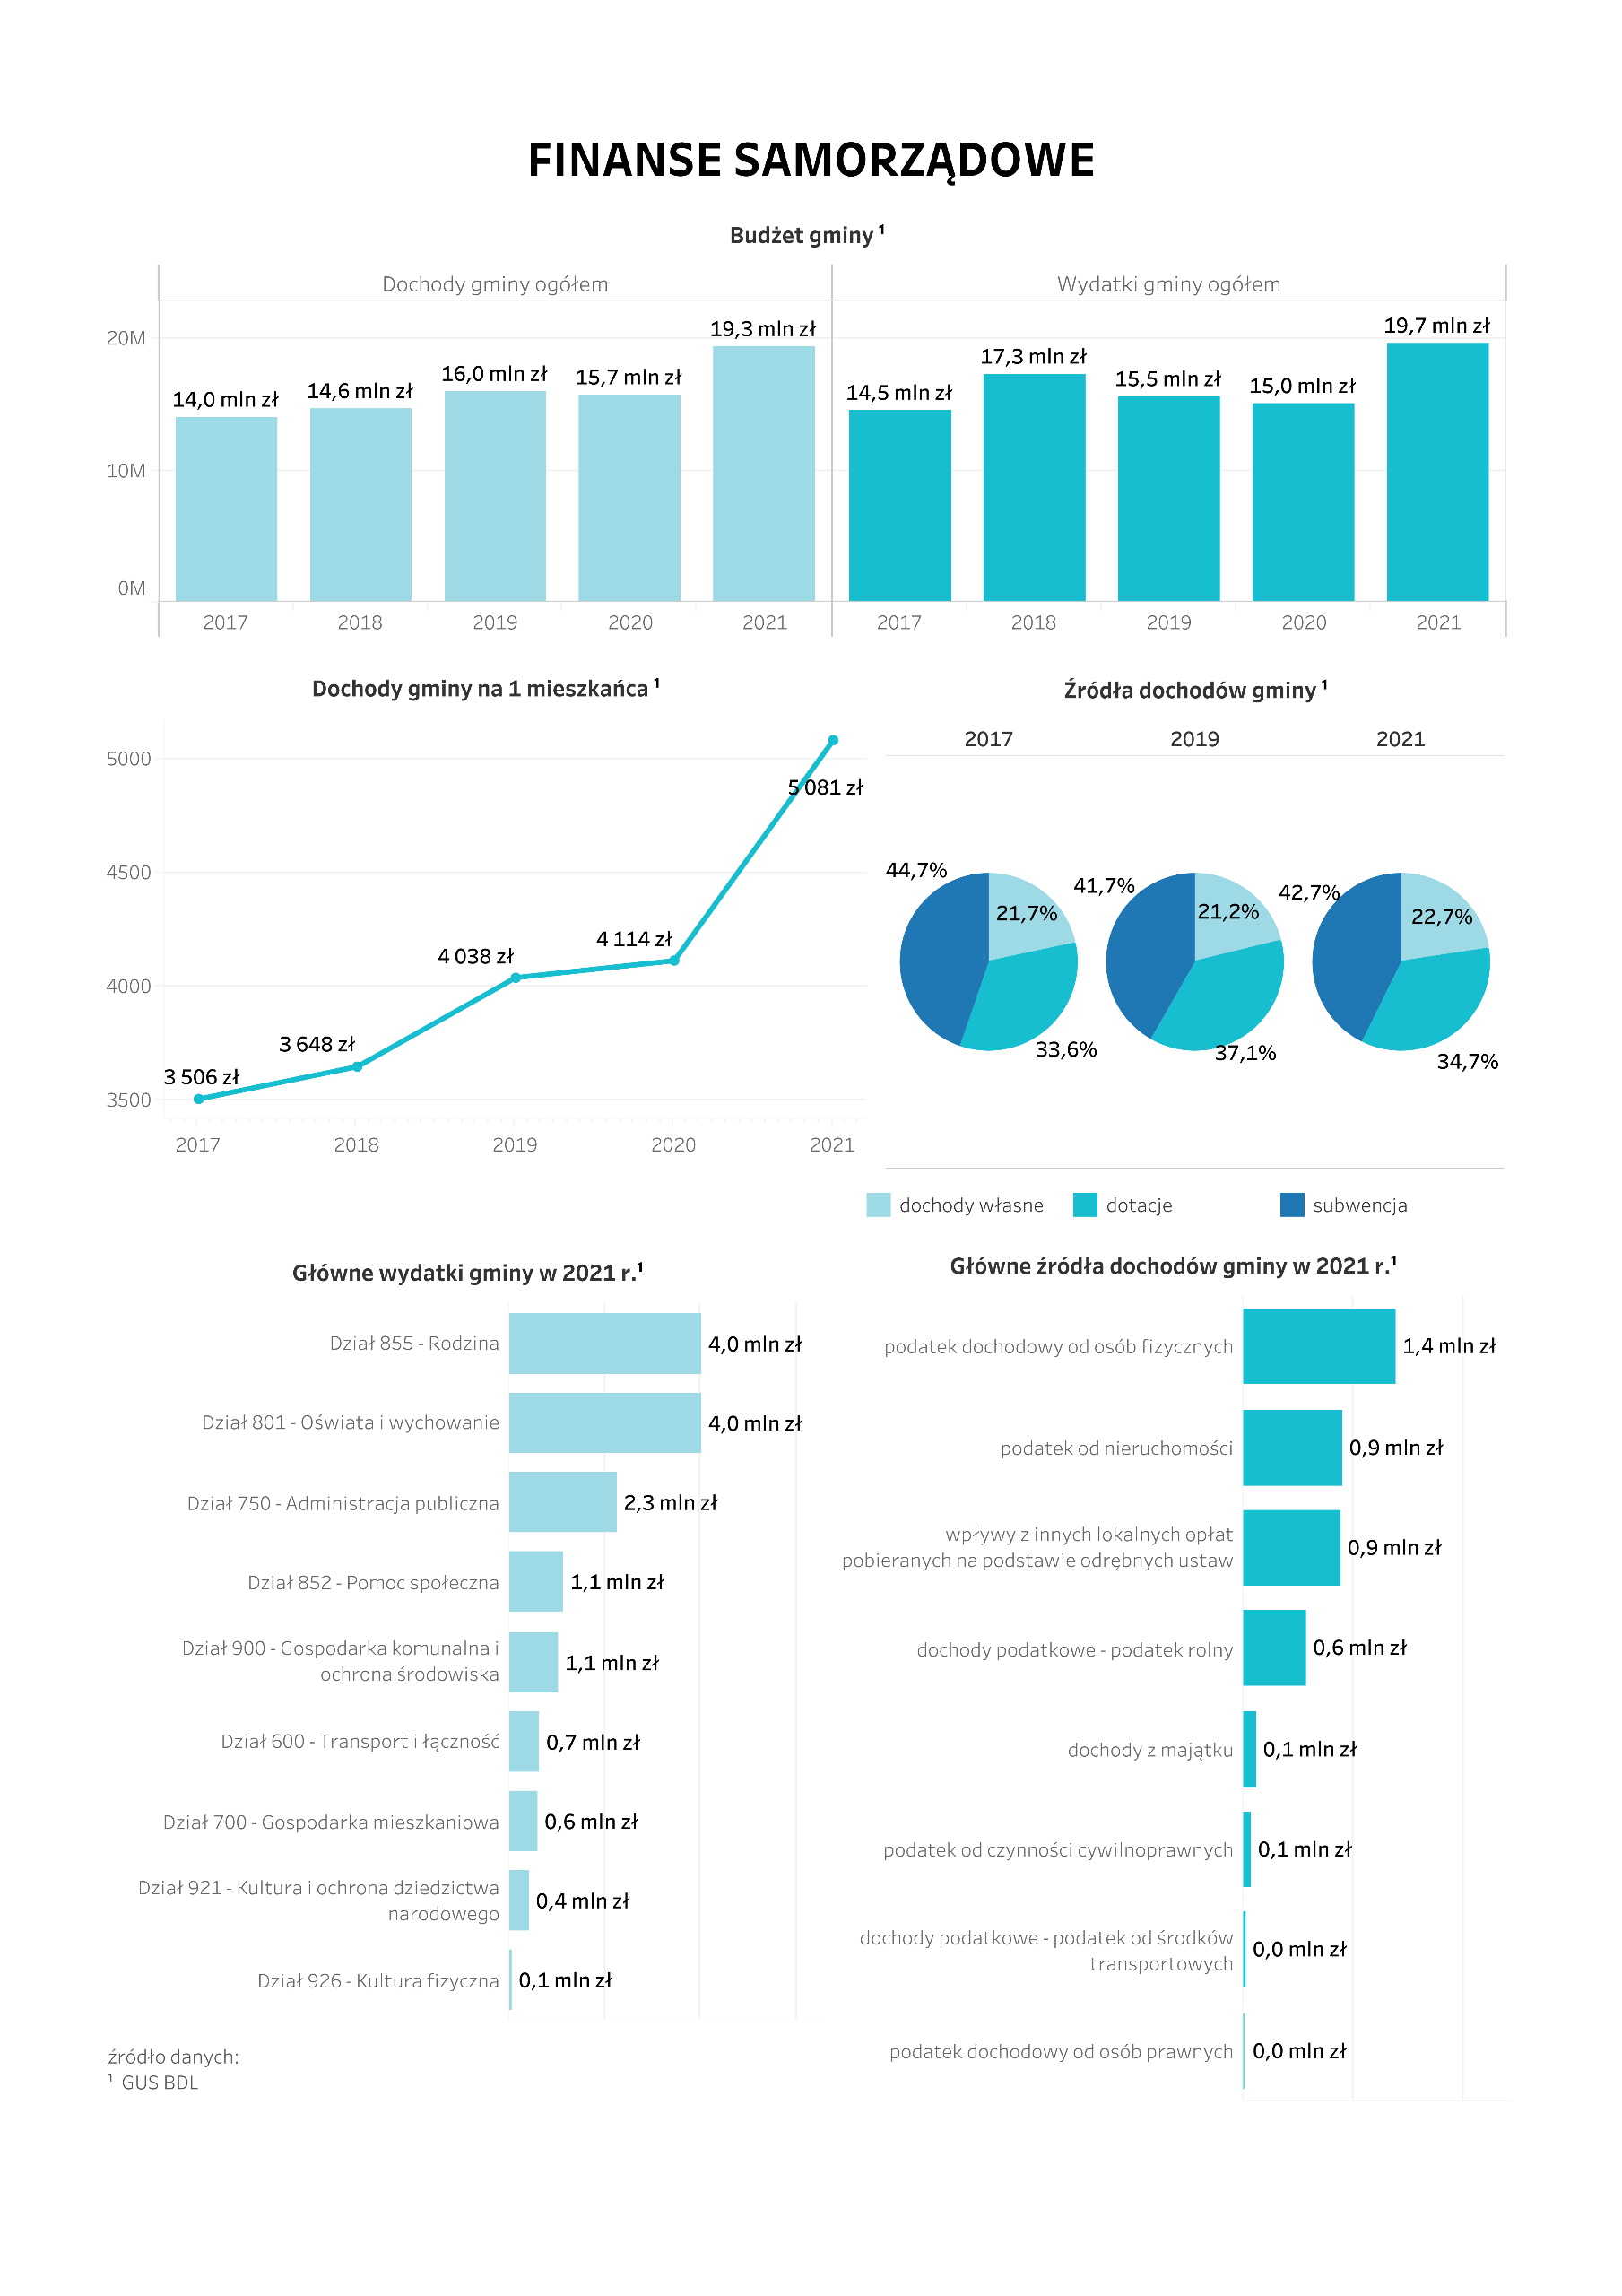 FINANSE SAMORZĄDOWE
Budżet gminy ¹
Dochody gminy ogółem
Wydatki gminy ogółem
20M
10M
0M
14,0 mln zł
14,6 mln zł
16,0 mln zł
15,7 mln zł
19,3 mln zł
14,5 mln zł
17,3 mln zł
15,5 mln zł
15,0 mln zł
19,7 mln zł
2017
2018
2019
2020
2021
2017
2018
2019
2020
2021
Dochody gminy na 1 mieszkańca ¹
5000
4500
4000
3500
3 506 zł
3 648 zł
4 038 zł
4 114 zł
5 081 zł
2017
2018
2019
2020
2021
Źródła dochodów gminy ¹
2017
2019
2021
44,7%
21,7%
33,6%
41,7%
21,2%
37,1%
42,7%
22,7%
34,7%
dochody własne
dotacje
subwencja
Główne wydatki gminy w 2021 r.¹
Dział 855 - Rodzina
4,0 mln zł
Dział 801 - Oświata i wychowanie
4,0 mln zł
Dział 750 - Administracja publiczna
2,3 mln zł
Dział 852 - Pomoc społeczna
1,1 mln zł
Dział 900 - Gospodarka komunalna i
ochrona środowiska
1,1 mln zł
Dział 600 - Transport i łączność
0,7 mln zł
Dział 700 - Gospodarka mieszkaniowa
0,6 mln zł
Dział 921 - Kultura i ochrona dziedzictwa
narodowego
0,4 mln zł
Dział 926 - Kultura fizyczna
0,1 mln zł
Główne źródła dochodów gminy w 2021 r.¹
podatek dochodowy od osób fizycznych
1,4 mln zł
podatek od nieruchomości
0,9 mln zł
wpływy z innych lokalnych opłat
pobieranych na podstawie odrębnych ustaw
0,9 mln zł
dochody podatkowe - podatek rolny
0,6 mln zł
dochody z majątku
0,1 mln zł
podatek od czynności cywilnoprawnych
0,1 mln zł
dochody podatkowe - podatek od środków
transportowych
0,0 mln zł
podatek dochodowy od osób prawnych
0,0 mln zł
źródło danych:
¹ GUS BDL